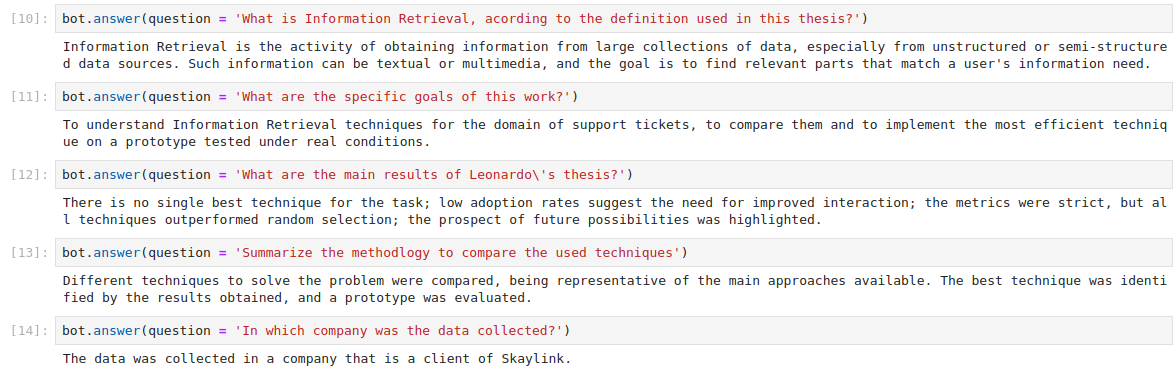 [10]: bot.answer(question = 'What is Information Retrieval, acording to the definition used in this thesis?')
Information Retrieval is the activity of obtaining information from large collections of data, especially from unstructured or semi-structure
d data sources. Such information can be textual or multimedia, and the goal is to find relevant parts that match a user's information need.
[11]: bot.answer(question = 'What are the specific goals of this work?')
To understand Information Retrieval techniques for the domain of support tickets, to compare them and to implement the most efficient techniq
ue on a prototype tested under real conditions.
[12]: bot.answer(question = 'What are the main results of Leonardo\'s thesis?')
There is no single best technique for the task; low adoption rates suggest the need for improved interaction; the metrics were strict, but al
l techniques outperformed random selection; the prospect of future possibilities was highlighted.
[13]: bot.answer(question = 'Summarize the methodlogy to compare the used techniques')
Different techniques to solve the problem were compared, being representative of the main approaches available. The best technique was identi
fied by the results obtained, and a prototype was evaluated.
[14]: bot.answer(question = 'In which company was the data collected?')
The data was collected in a company that is a client of Skaylink.